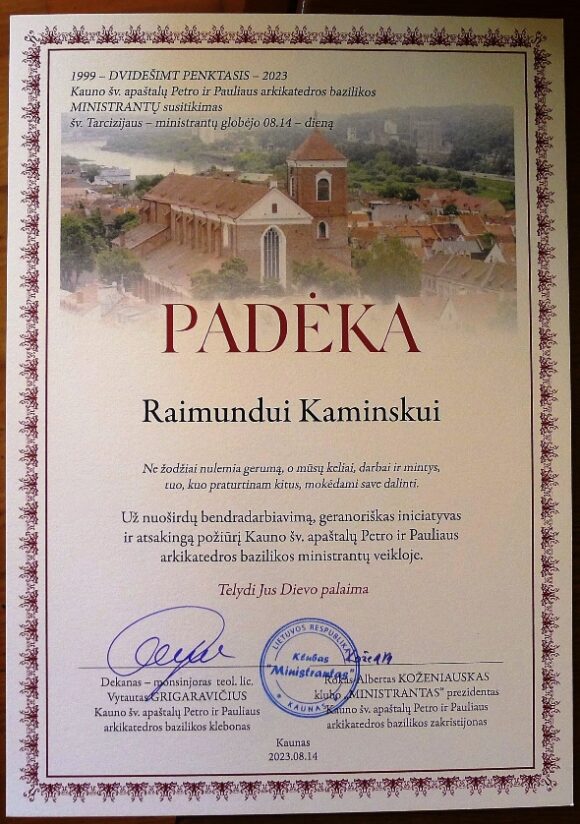 1999 – DVIDEŠIMT PENKTASIS – 2023
Kauno šv. apaštalų Petro ir Pauliaus arkikatedros bazilikos
MINISTRANTŲ susitikimas
šv. Tarcizijaus – ministrantų globėjo 08.14 – dieną
PADĖKA
Raimundui Kaminskui
Ne žodžiai nulemia gerumą, o mūsų keliai, darbai ir mintys,
tuo, kuo praturtinam kitus, mokėdami save dalinti.
Už nuoširdų bendradarbiavimą, geranoriškas iniciatyvas
ir atsakingą požiūrį Kauno šv. apaštalų Petro ir Pauliaus
arkikatedros bazilikos ministrantų veikloje.
Telydi Jus Dievo palaima
LIETUVOS RESPUBLIKA
Klubas
"Ministrantas"
KAUNAS
Dekanas – monsinjoras teol. lic.
Vytautas GRIGARAVIČIUS
Kauno šv. apaštalų Petro ir Pauliaus
arkikatedros bazilikos klebonas
Rokas Albertas KOŽENIAUSKAS
klubo „MINISTRANTAS” prezidentas
Kauno šv. apaštalų Petro ir Pauliaus
arkikatedros bazilikos zakristijonas
Kaunas
2023.08.14